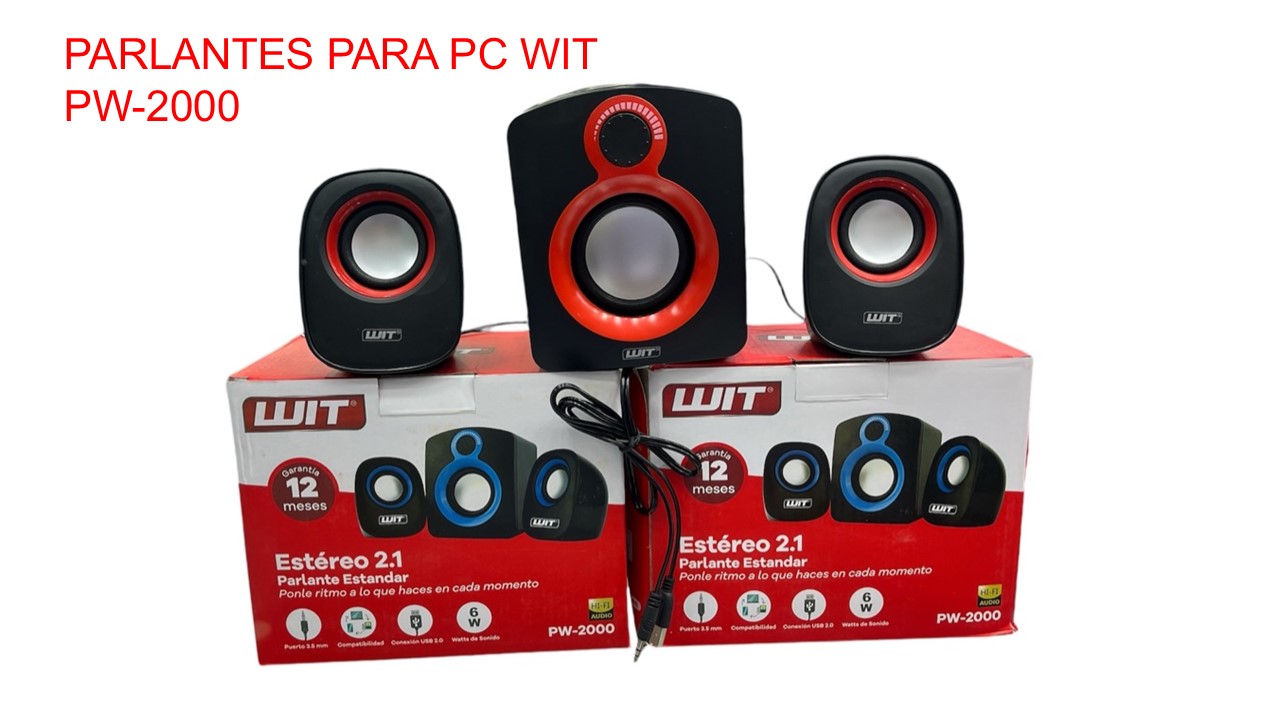 PARLANTES PARA PC WIT
PW-2000
WIT
WIT
WIT
WIT®
Garantía
12
meses
WIT
WIT
Estéreo 2.1
Parlante Estandar
Ponle ritmo a lo que haces en cada momento
Puerto 3.5 mm
Compatibilidad
Conexión USB 2.0
6
W
Watts de Sonido
HI-FI
AUDIO
PW-2000
WIT®
Garantía
12
meses
WIT
WIT
Estéreo 2.1
Parlante Estandar
Ponle ritmo a lo que haces en cada momento
Puerto 3.5 mm
Compatibilidad
Conexión USB 2.0
6
W
Watts de Sonido
HI-FI
AUDIO
PW-2000